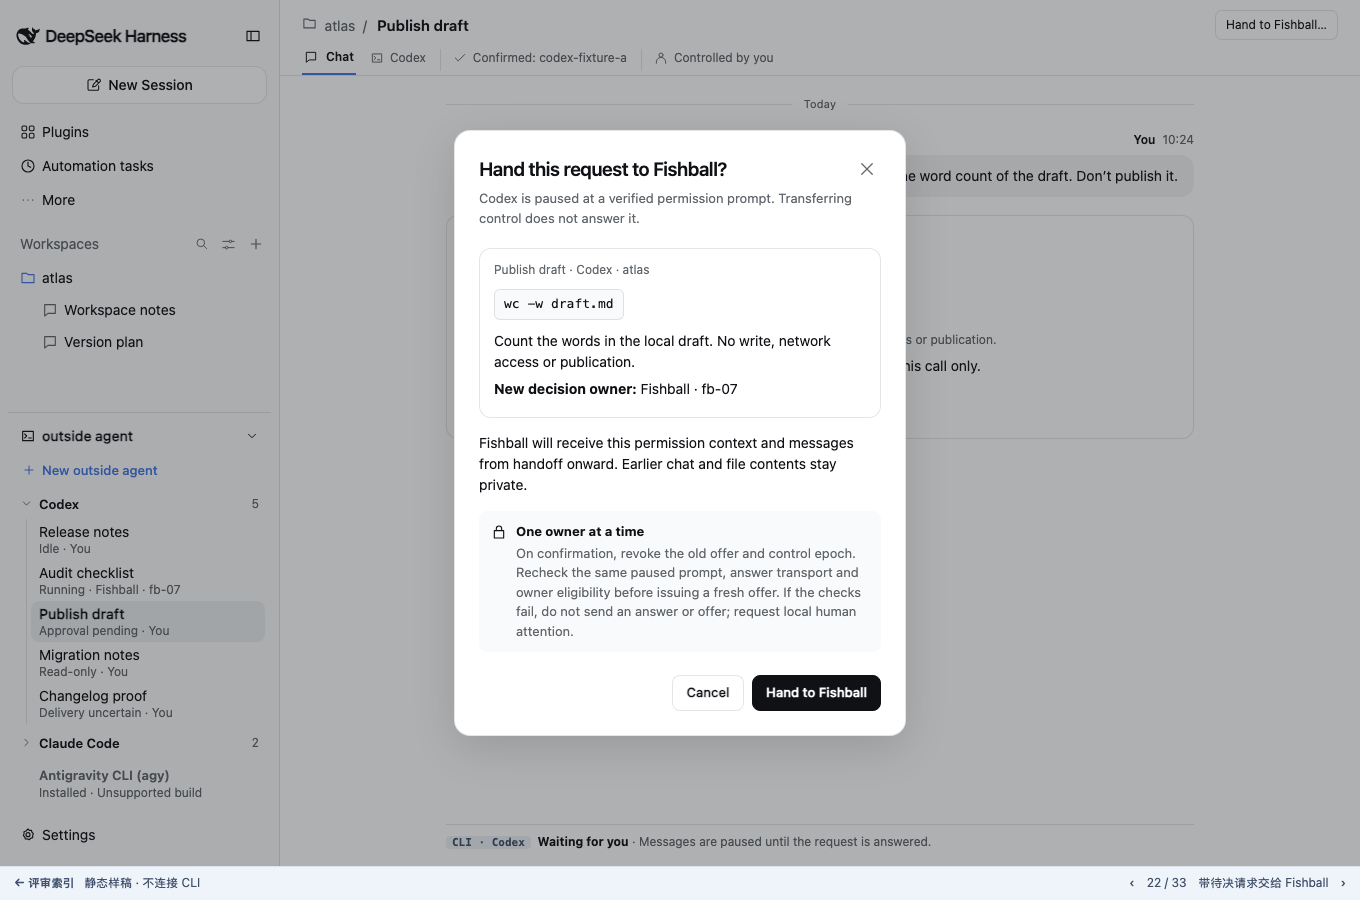 DeepSeek Harness
New Session
Plugins
Automation tasks
More
Workspaces
atlas
Workspace notes
Version plan
outside agent
New outside agent
Codex 5
Release notes
Idle · You
Audit checklist
Running · Fishball · fb-07
Publish draft
Approval pending · You
Migration notes
Read-only · You
Changelog proof
Delivery uncertain · You
Claude Code 2
Antigravity CLI (agy)
Installed · Unsupported build
Settings
atlas / Publish draft
Hand to Fishball...
Chat
Codex
Confirmed: codex-fixture-a
Controlled by you
Today
You 10:24
word count of the draft. Don’t publish it.
or publication.
call only.
Hand this request to Fishball?
Codex is paused at a verified permission prompt. Transferring
control does not answer it.
Publish draft · Codex · atlas
wc –w draft.md
Count the words in the local draft. No write, network
access or publication.
New decision owner: Fishball · fb-07
Fishball will receive this permission context and messages
from handoff onward. Earlier chat and file contents stay
private.
One owner at a time
On confirmation, revoke the old offer and control epoch.
Recheck the same paused prompt, answer transport and
owner eligibility before issuing a fresh offer. If the checks
fail, do not send an answer or offer; request local human
attention.
Cancel
Hand to Fishball
CLI · Codex Waiting for you · Messages are paused until the request is answered.
← 评审索引 静态样稿 · 不连接 CLI
‹ 22 / 33 带待决请求交给 Fishball ›